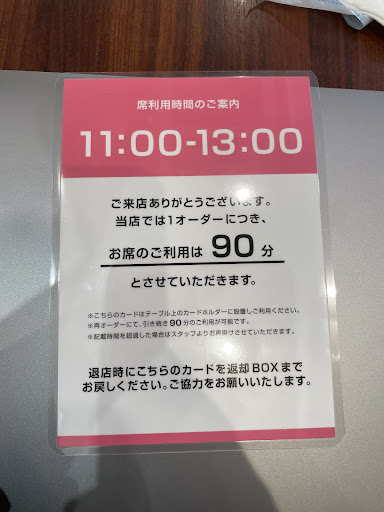 席利用時間のご案内
11:00-13:00
ご来店ありがとうございます。
当店では1オーダーにつき、
お席のご利用は 90 分
とさせていただきます。
※こちらのカードはテーブル上のカードホルダーに設置しご利用ください。
※再オーダーにて、引き続き90分のご利用が可能です。
※記載時間を超過した場合はスタッフよりお声掛けさせていただきます。
退店時にこちらのカードを返却BOXまで
お戻しください。ご協力をお願いいたします。